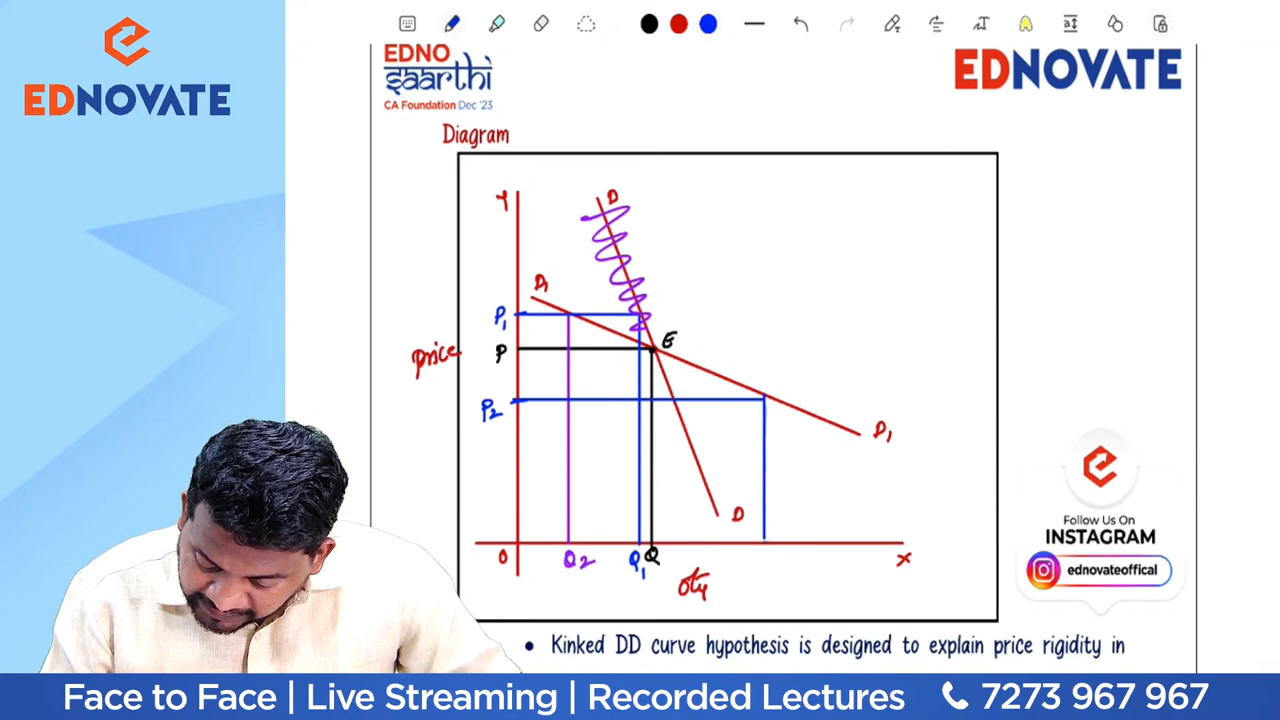 EDNOVATE
EDNO
saarthi
CA Foundation Dec '23
EDNOVATE
Diagram
Y
D
D1
P1
E
Price
P
P2
D1
D
O
Q2
Q1
Q
X
Qty
Follow Us On
INSTAGRAM
ednovateoffical
• Kinked DD curve hypothesis is designed to explain price rigidity in
Face to Face | Live Streaming | Recorded Lectures 7273 967 967